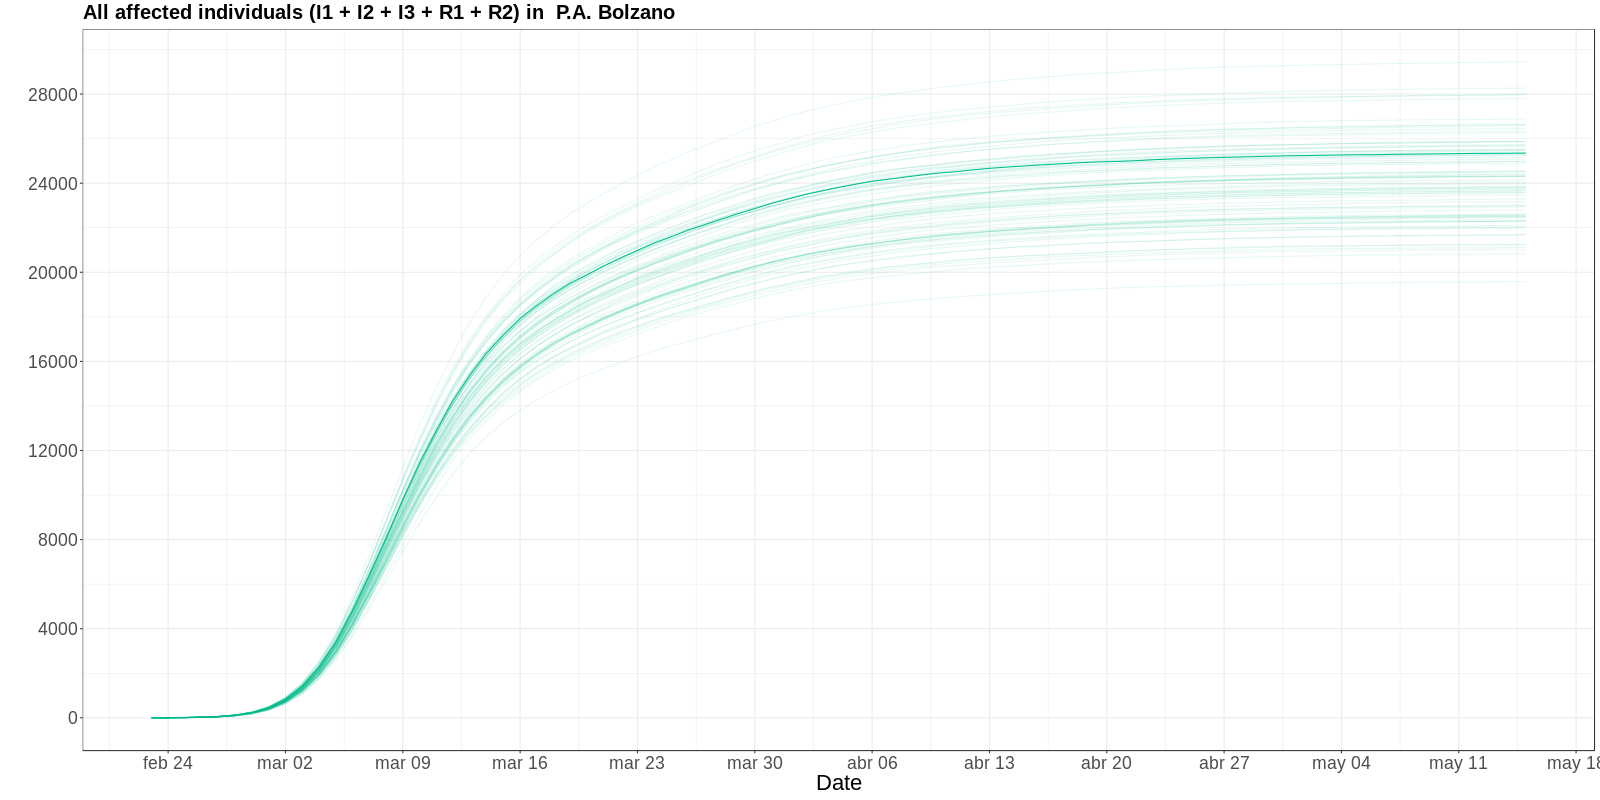 All affected individuals (I1 + I2 + I3 + R1 + R2) in  P.A. Bolzano
28000
24000
20000
16000
12000
8000
4000
0
feb 24 mar 02 mar 09 mar 16 mar 23 mar 30 abr 06 abr 13 abr 20 abr 27 may 04 may 11 may 18
Date